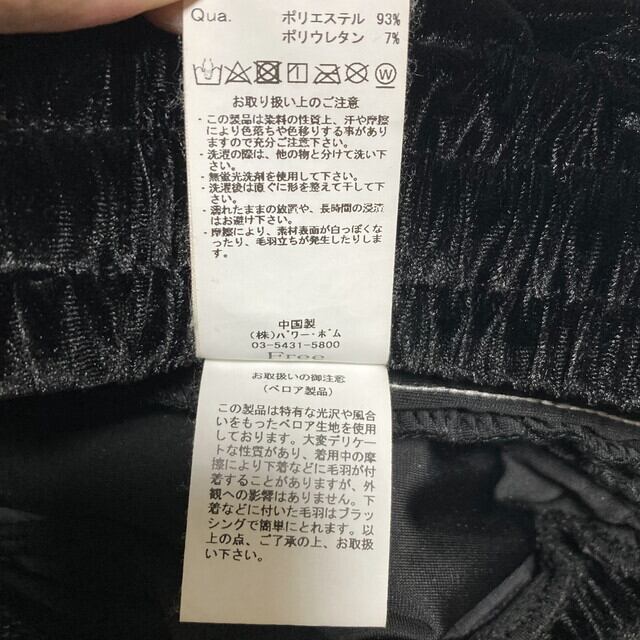 Qua. ポリエステル 93%
ポリウレタン 7%
W
お取り扱い上のご注意
・この製品は染料の性質上、汗や摩擦
により色落ちや色移りする事があり
ますので充分ご注意下さい。
・洗濯の際は、他の物と分けて洗い下
さい。
・無蛍光洗剤を使用して下さい。
・洗濯後は直ぐに形を整えて干して下
さい。
・濡れたままの放置や、長時間の浸漬
はお避け下さい。
・摩擦により、素材表面が白っぽくな
ったり、毛羽立ちが発生したりしま
す。
中国製
(株)パワー・ボム
03-5431-5800
Free
お取扱いの御注意
(ベロア製品)
この製品は特有な光沢や風合
いをもったベロア生地を使用
しております。大変デリケート
な性質があり、着用中の摩
擦により下着などに毛羽が付
着することがありますが、外
観への影響はありません。下
着などに付いた毛羽はブラッ
シングで簡単にとれます。以
上の点、ご了承の上、お取扱
い下さい。